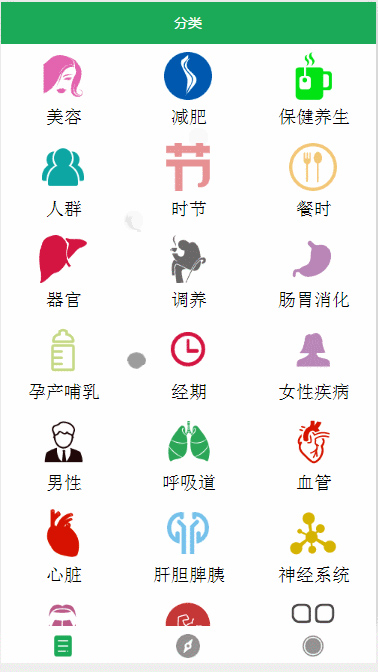 分类
美容
减肥
保健养生
节
人群
时节
餐时
器官
调养
肠胃消化
孕产哺乳
经期
女性疾病
男性
呼吸道
血管
心脏
肝胆脾胰
神经系统